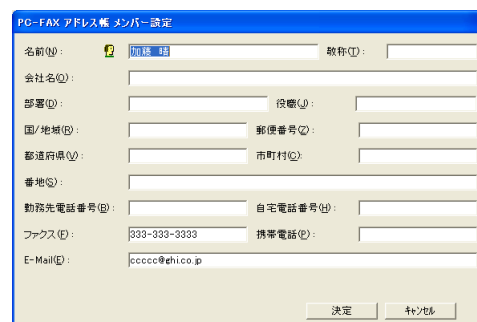 PC-FAX アドレス帳 メンバー設定
名前(N): 加藤 晴 敬称(T):
会社名(O):
部署(D): 役職(J):
国/地域(R): 郵便番号(Z):
都道府県(V): 市町村(C):
番地(S):
勤務先電話番号(B): 自宅電話番号(H):
ファクス(F): 333-333-3333 携帯電話(P):
E-Mail(E): ccccc@ghi.co.jp
決定 キャンセル